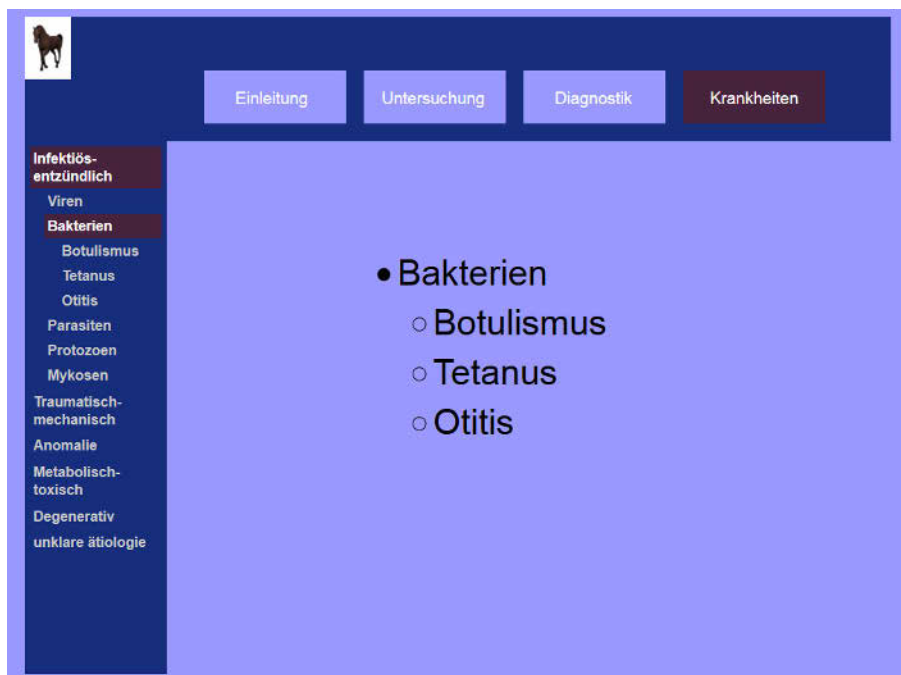 Einleitung
Untersuchung
Diagnostik
Krankheiten
Infektiös-
entzündlich
Viren
Bakterien
Botulismus
Tetanus
Otitis
Parasiten
Protozoen
Mykosen
Traumatisch-
mechanisch
Anomalie
Metabolisch-
toxisch
Degenerativ
unklare ätiologie
• Bakterien
○ Botulismus
○ Tetanus
○ Otitis